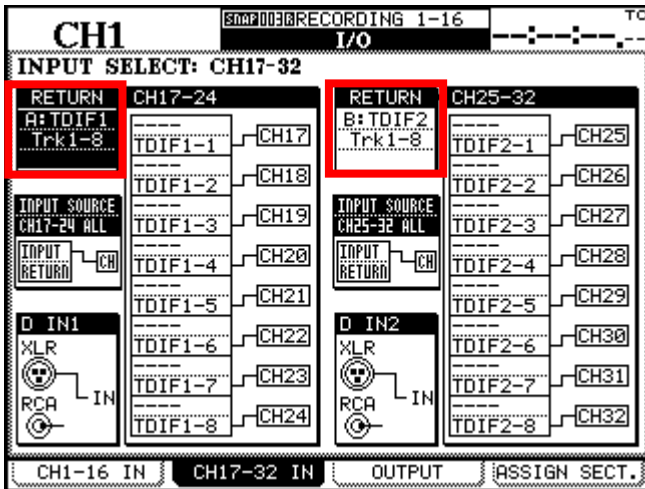 CH1
SNAP003 RECORDING 1-16
TC
I/O
--:--:--.--
INPUT SELECT: CH17-32
RETURN
A:TDIF1
Trk1-8
INPUT SOURCE
CH17-24 ALL
INPUT
RETURN
CH
D IN1
XLR
RCA
IN
CH17-24
----
TDIF1-1
CH17
----
TDIF1-2
CH18
----
TDIF1-3
CH19
----
TDIF1-4
CH20
----
TDIF1-5
CH21
----
TDIF1-6
CH22
----
TDIF1-7
CH23
----
TDIF1-8
CH24
RETURN
B:TDIF2
Trk1-8
INPUT SOURCE
CH25-32 ALL
INPUT
RETURN
CH
D IN2
XLR
RCA
IN
CH25-32
----
TDIF2-1
CH25
----
TDIF2-2
CH26
----
TDIF2-3
CH27
----
TDIF2-4
CH28
----
TDIF2-5
CH29
----
TDIF2-6
CH30
----
TDIF2-7
CH31
----
TDIF2-8
CH32
CH1-16 IN
CH17-32 IN
OUTPUT
ASSIGN SECT.